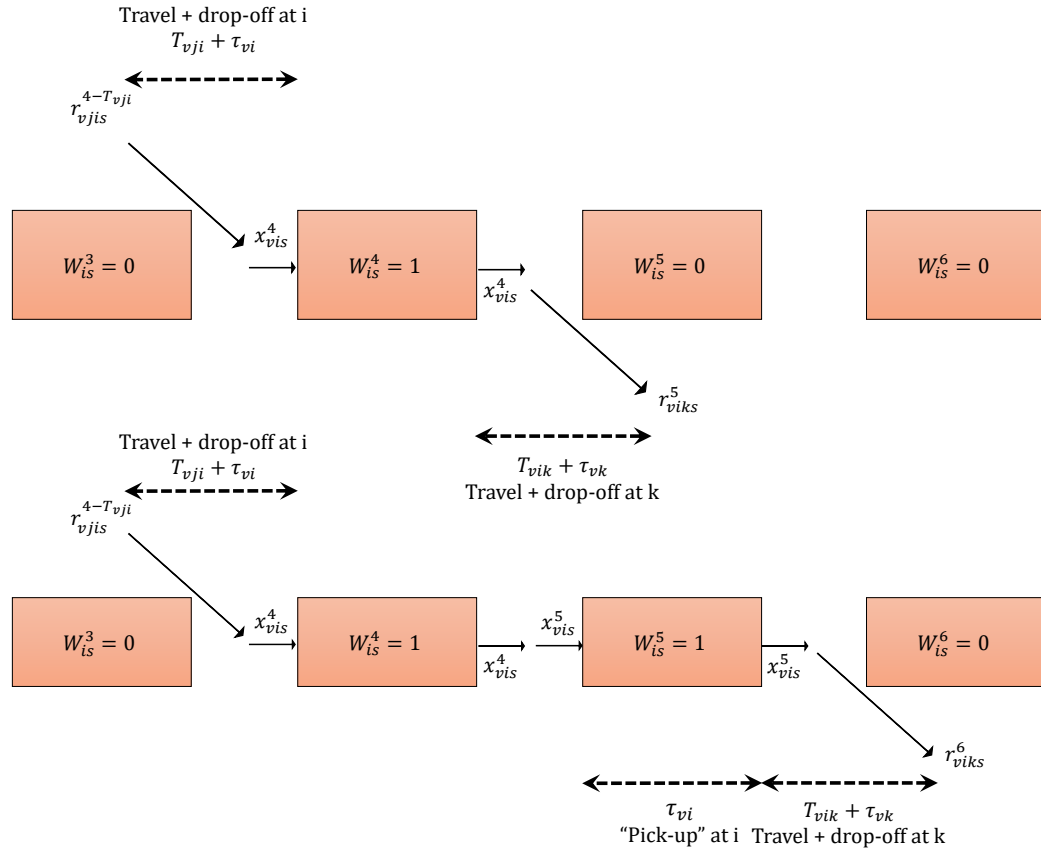 Travel + drop-off at i
$T_{vji} + \tau_{vi}$
$r_{vjis}^{4-T_{vji}}$
$x_{vis}^{4}$
$W_{is}^{3} = 0$
$W_{is}^{4} = 1$
$W_{is}^{5} = 0$
$W_{is}^{6} = 0$
$x_{vis}^{4}$
$r_{viks}^{5}$
$T_{vik} + \tau_{vk}$
Travel + drop-off at k
Travel + drop-off at i
$T_{vji} + \tau_{vi}$
$r_{vjis}^{4-T_{vji}}$
$x_{vis}^{4}$
$x_{vis}^{5}$
$W_{is}^{3} = 0$
$W_{is}^{4} = 1$
$W_{is}^{5} = 1$
$W_{is}^{6} = 0$
$x_{vis}^{4}$
$x_{vis}^{5}$
$r_{viks}^{6}$
$\tau_{vi}$
“Pick-up” at i
$T_{vik} + \tau_{vk}$
Travel + drop-off at k